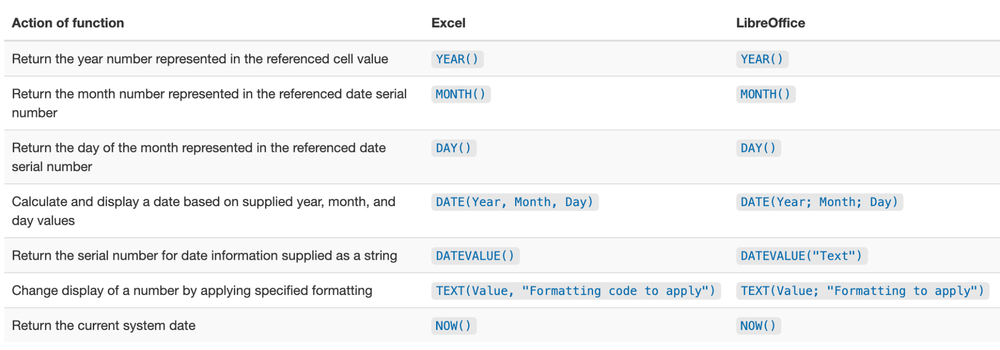 Action of function Excel LibreOffice
Return the year number represented in the referenced cell value YEAR() YEAR()
Return the month number represented in the referenced date serial MONTH() MONTH()
number
Return the day of the month represented in the referenced date DAY() DAY()
serial number
Calculate and display a date based on supplied year, month, and DATE(Year, Month, Day) DATE(Year; Month; Day)
day values
Return the serial number for date information supplied as a string DATEVALUE() DATEVALUE("Text")
Change display of a number by applying specified formatting TEXT(Value, "Formatting code to apply") TEXT(Value; "Formatting to apply")
Return the current system date NOW() NOW()